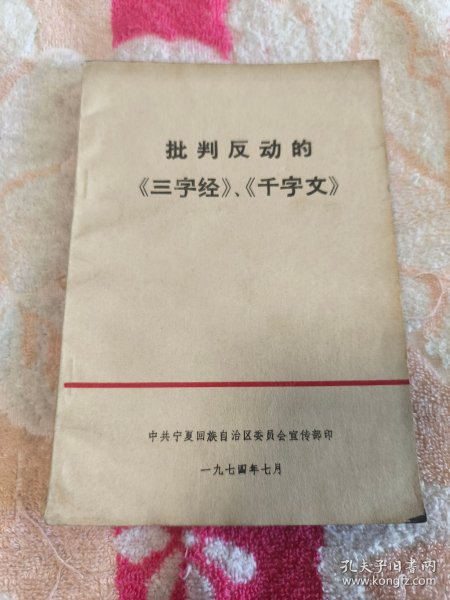 批判反动的
《三字经》、《千字文》
中共宁夏回族自治区委员会宣传部印
一九七四年七月
孔夫子旧书网
www.kongfz.com